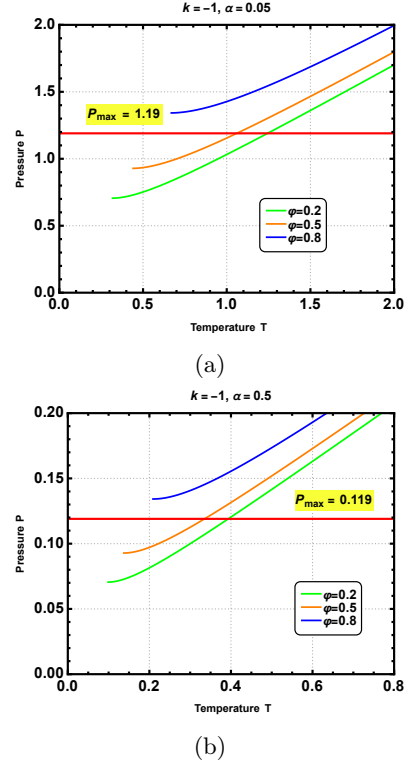 k = −1, α = 0.05
Pressure P
2.0
1.5
1.0
0.5
0.0
P_max = 1.19
φ=0.2
φ=0.5
φ=0.8
0.0 0.5 1.0 1.5 2.0
Temperature T
(a)
k = −1, α = 0.5
Pressure P
0.20
0.15
0.10
0.05
0.00
P_max = 0.119
φ=0.2
φ=0.5
φ=0.8
0.0 0.2 0.4 0.6 0.8
Temperature T
(b)